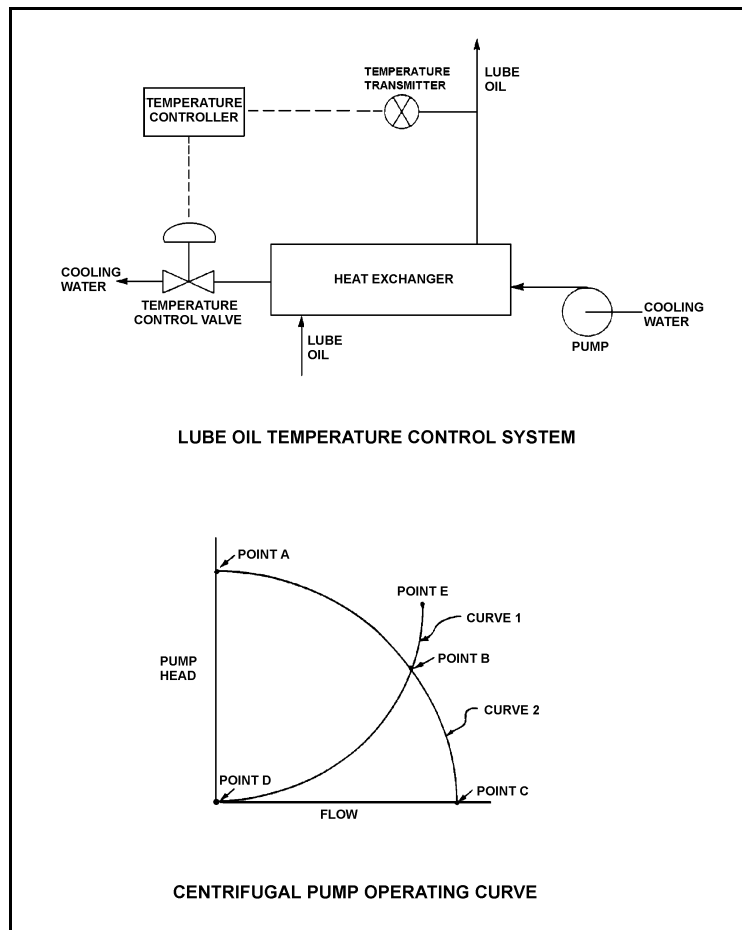 TEMPERATURE
TRANSMITTER
LUBE
OIL
TEMPERATURE
CONTROLLER
COOLING
WATER
TEMPERATURE
CONTROL VALVE
HEAT EXCHANGER
COOLING
WATER
PUMP
LUBE
OIL
LUBE OIL TEMPERATURE CONTROL SYSTEM
POINT A
POINT E
CURVE 1
POINT B
PUMP
HEAD
CURVE 2
POINT D
POINT C
FLOW
CENTRIFUGAL PUMP OPERATING CURVE